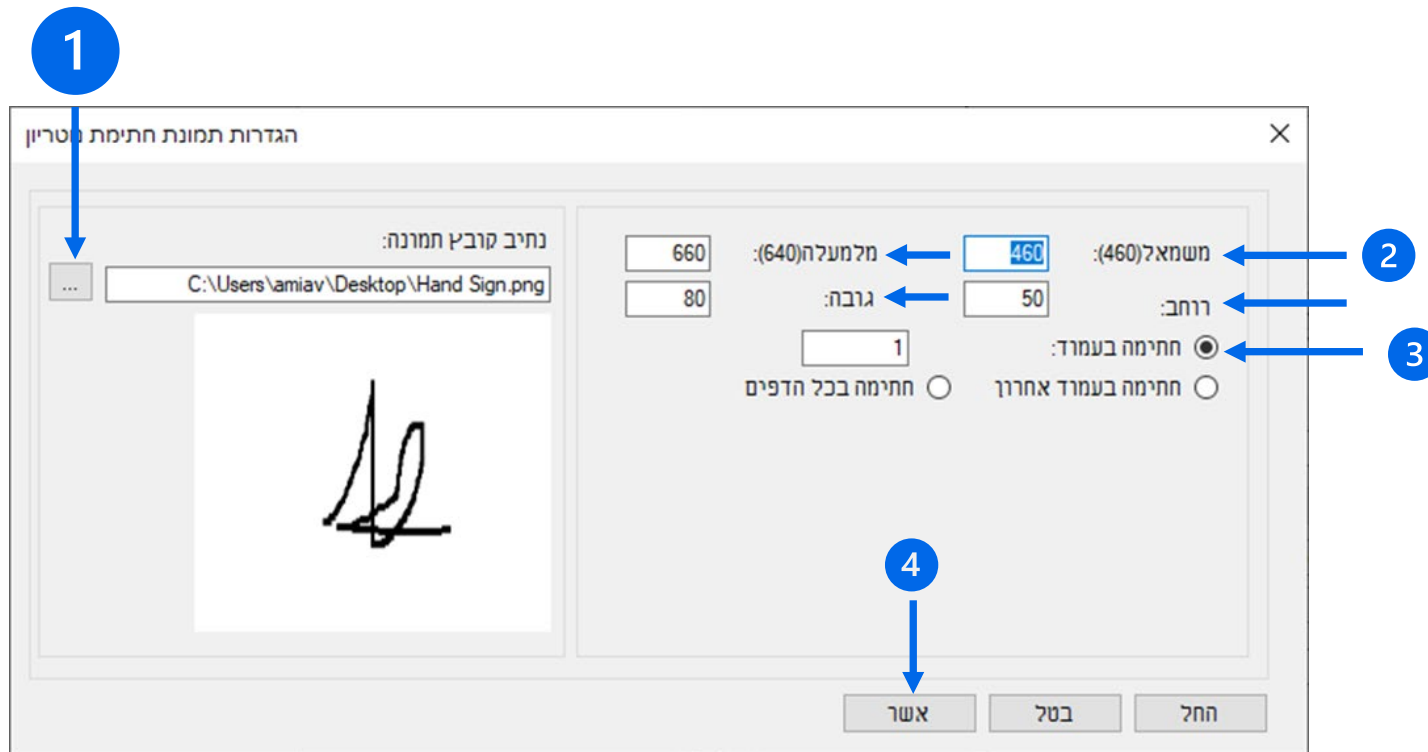 1
הגדרות תמונת חתימת נוטריון
משמאל(460): 460 מלמעלה(640): 660
2
רוחב: 50 גובה: 80
חתימה בעמוד: 1
3
חתימה בעמוד אחרון חתימה בכל הדפים
נתיב קובץ תמונה:
C:\Users\amiav\Desktop\Hand Sign.png ...
4
החל בטל אשר